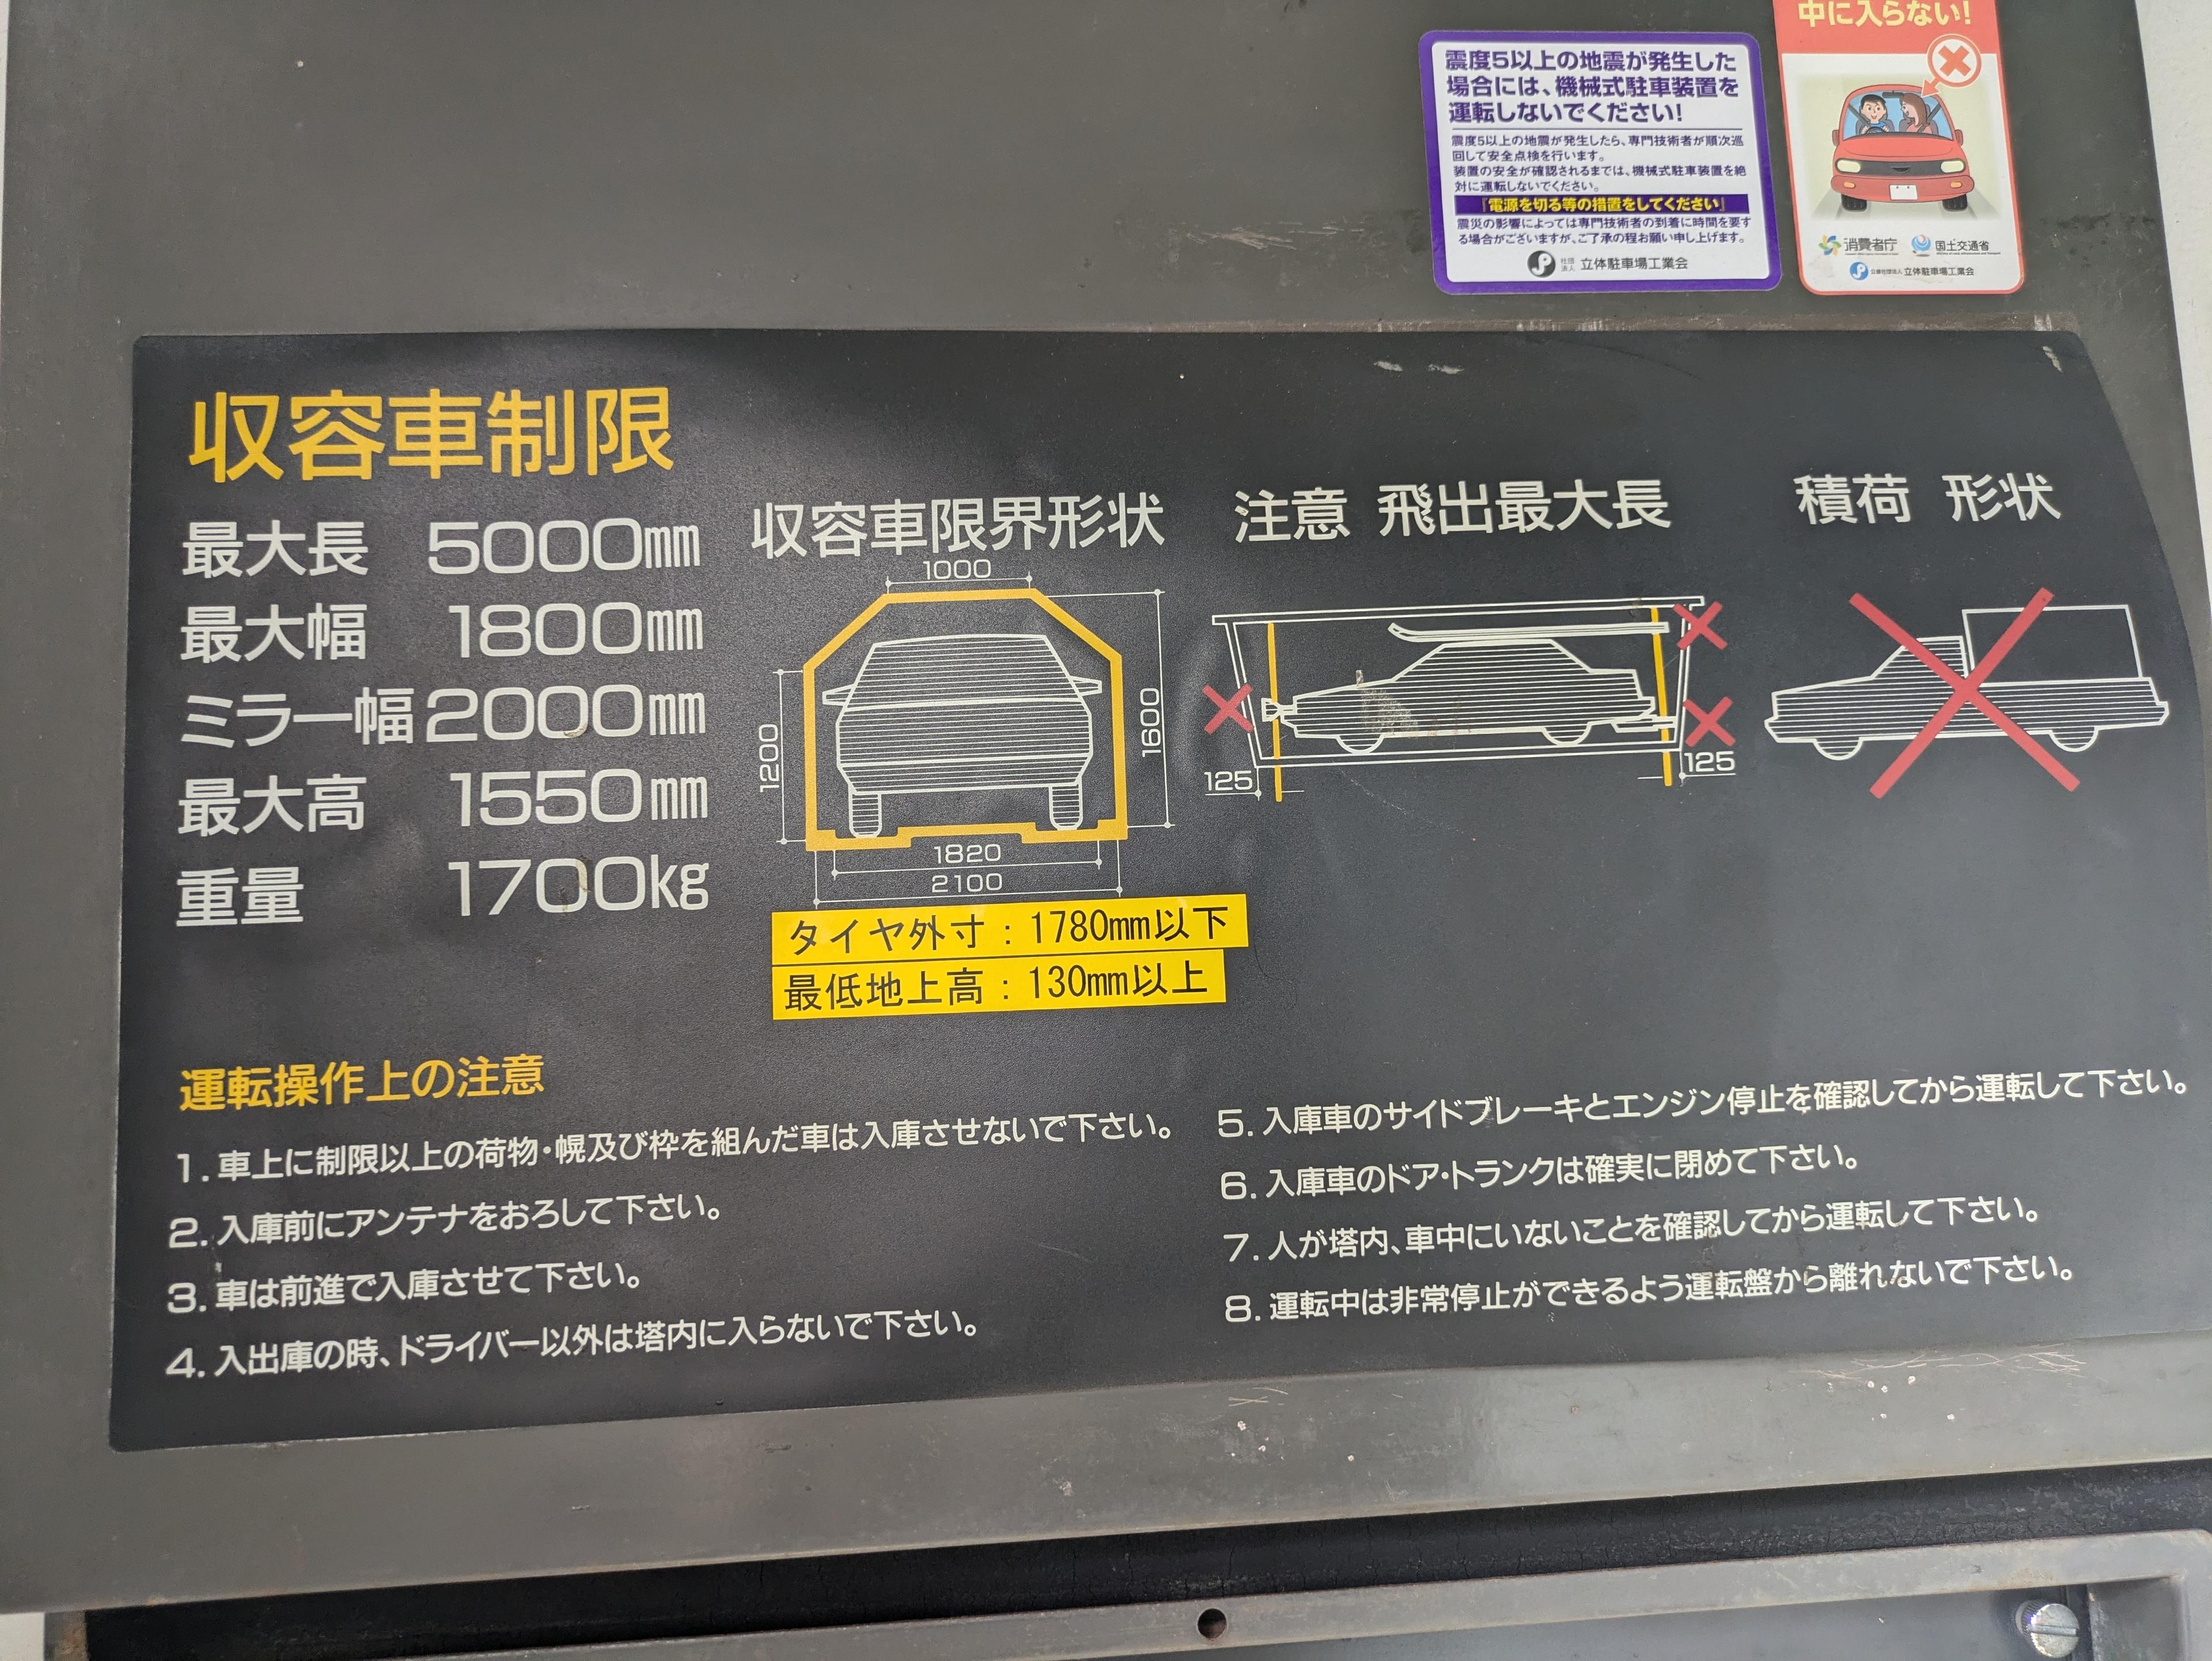 中に入らない!
震度5以上の地震が発生した
場合には、機械式駐車装置を
運転しないでください!
震度5以上の地震が発生したら、専門技術者が順次巡
回して安全点検を行います。
装置の安全が確認されるまでは、機械式駐車装置を絶
対に運転しないでください。
『電源を切る等の措置をしてください』
震災の影響によっては専門技術者の到着に時間を要す
る場合がございますが、ご了承の程お願い申し上げます。
社団法人 立体駐車場工業会
消費者庁 国土交通省
公益社団法人 立体駐車場工業会
収容車制限
最大長 5000mm
最大幅 1800mm
ミラー幅 2000mm
最大高 1550mm
重量 1700kg
収容車限界形状
1000
1200
1600
1820
2100
タイヤ外寸:1780mm以下
最低地上高:130mm以上
注意 飛出最大長
125
125
積荷 形状
運転操作上の注意
1. 車上に制限以上の荷物・幌及び枠を組んだ車は入庫させないで下さい。
2. 入庫前にアンテナをおろして下さい。
3. 車は前進で入庫させて下さい。
4. 入出庫の時、ドライバー以外は塔内に入らないで下さい。
5. 入庫車のサイドブレーキとエンジン停止を確認してから運転して下さい。
6. 入庫車のドア・トランクは確実に閉めて下さい。
7. 人が塔内、車中にいないことを確認してから運転して下さい。
8. 運転中は非常停止ができるよう運転盤から離れないで下さい。